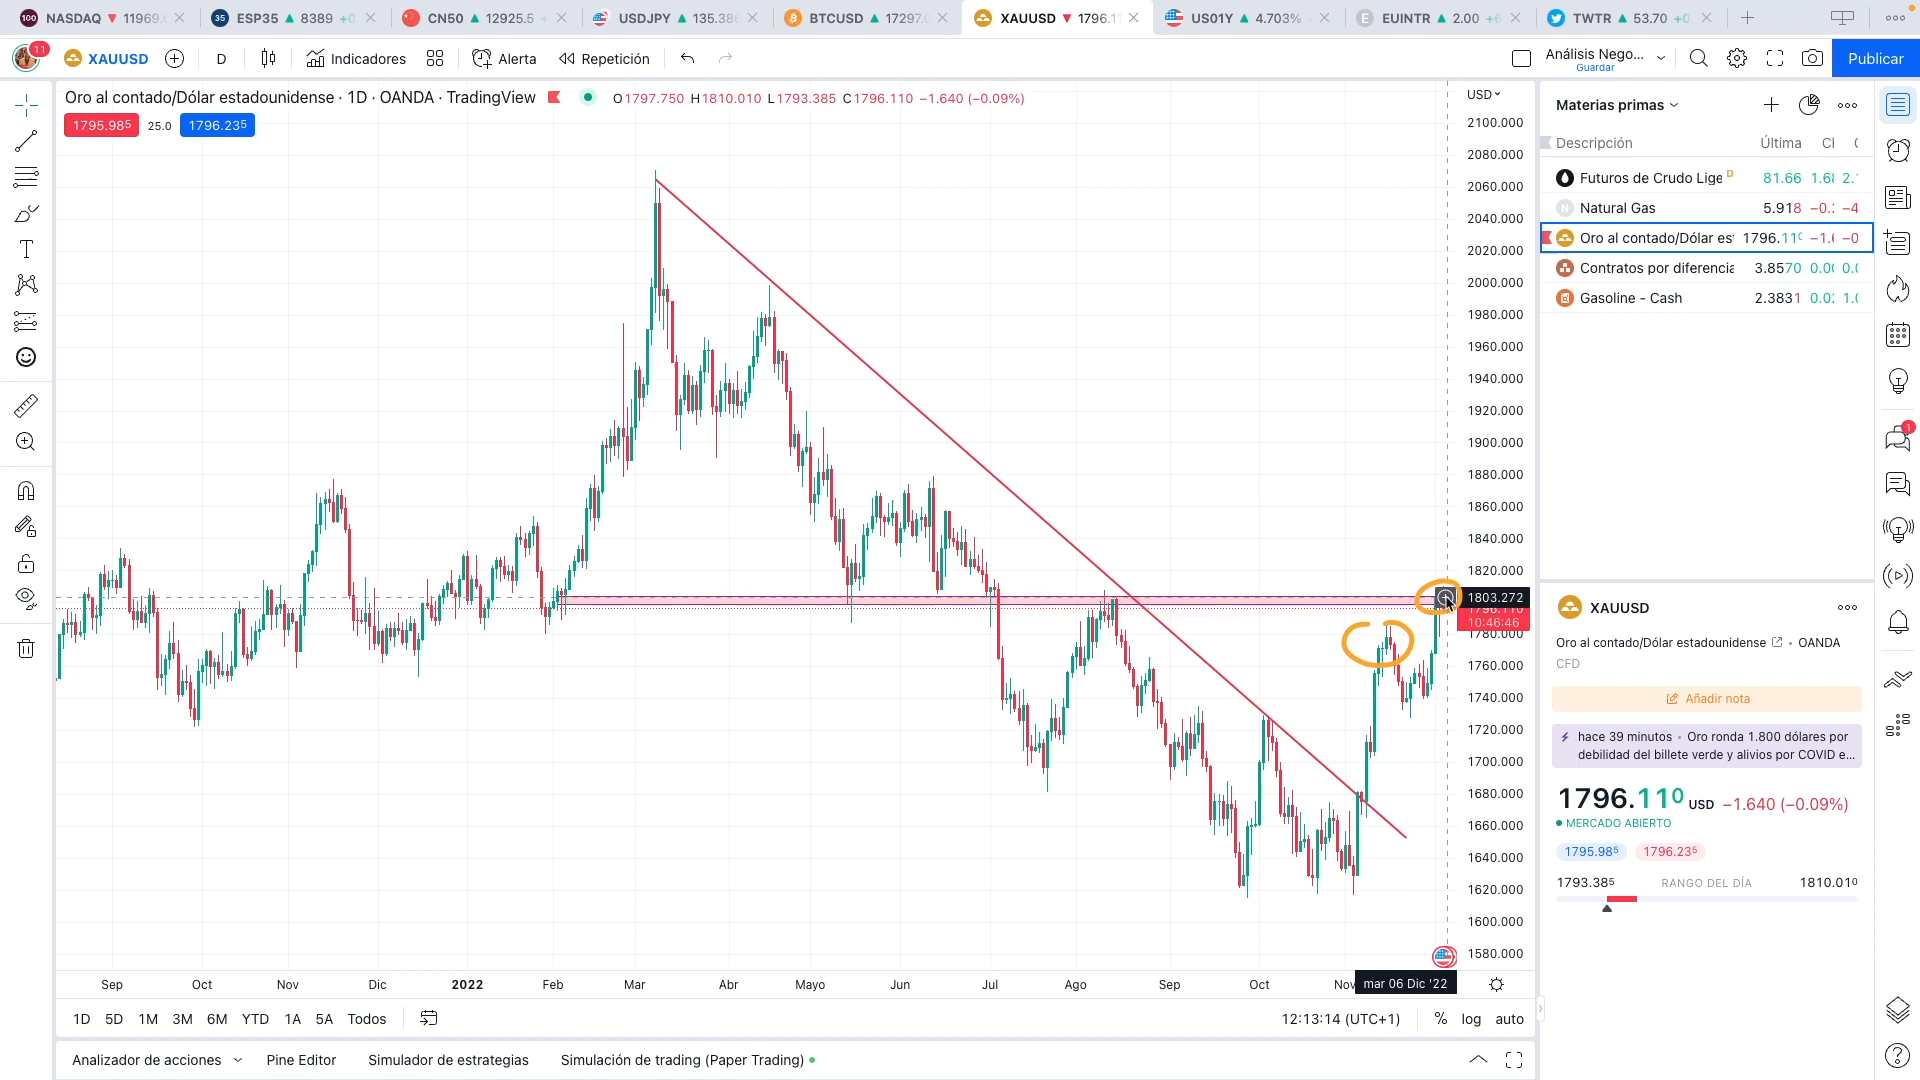 NASDAQ ▼ 11969.
ESP35 ▲ 8389 +0
CN50 ▲ 12925.5
USDJPY ▲ 135.38
BTCUSD ▲ 17297.
XAUUSD ▼ 1796.1
US01Y ▲ 4.703%
EUINTR ▲ 2.00
TWTR ▲ 53.70 +0
11
XAUUSD
D
Indicadores
Alerta
Repetición
Análisis Nego...
Guardar
Publicar
Oro al contado/Dólar estadounidense · 1D · OANDA · TradingView
O1797.750 H1810.010 L1793.385 C1796.110 −1.640 (−0.09%)
1795.985 25.0 1796.235
USD
2100.000
2080.000
2060.000
2040.000
2020.000
2000.000
1980.000
1960.000
1940.000
1920.000
1900.000
1880.000
1860.000
1840.000
1820.000
1803.272
1796.110
10:46:46
1780.000
1760.000
1740.000
1720.000
1700.000
1680.000
1660.000
1640.000
1620.000
1600.000
1580.000
Sep Oct Nov Dic 2022 Feb Mar Abr Mayo Jun Jul Ago Sep Oct Nov mar 06 Dic '22
1D 5D 1M 3M 6M YTD 1A 5A Todos
12:13:14 (UTC+1) % log auto
Analizador de acciones Pine Editor Simulador de estrategias Simulación de trading (Paper Trading)
Materias primas
Descripción Última
Futuros de Crudo Lige D 81.66
Natural Gas 5.918
Oro al contado/Dólar es 1796.110
Contratos por diferencia 3.8570
Gasoline - Cash 2.3831
XAUUSD
Oro al contado/Dólar estadounidense • OANDA
CFD
Añadir nota
hace 39 minutos • Oro ronda 1.800 dólares por
debilidad del billete verde y alivios por COVID e...
1796.110 USD −1.640 (−0.09%)
MERCADO ABIERTO
1795.985 1796.235
1793.385 RANGO DEL DÍA 1810.010
1